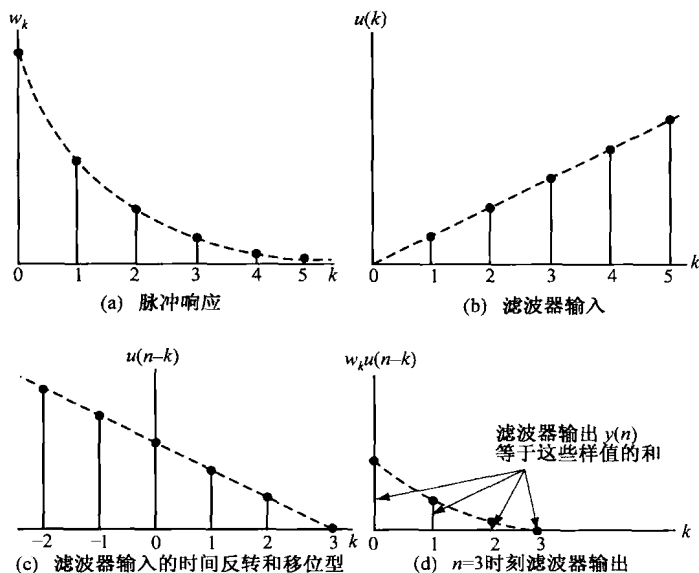 w_k
u(k)
0 1 2 3 4 5 k
0 1 2 3 4 5 k
(a) 脉冲响应
(b) 滤波器输入
u(n–k)
w_k u(n–k)
滤波器输出 y(n)
等于这些样值的和
–2 –1 0 1 2 3 k
0 1 2 3 k
(c) 滤波器输入的时间反转和移位型
(d) n=3时刻滤波器输出